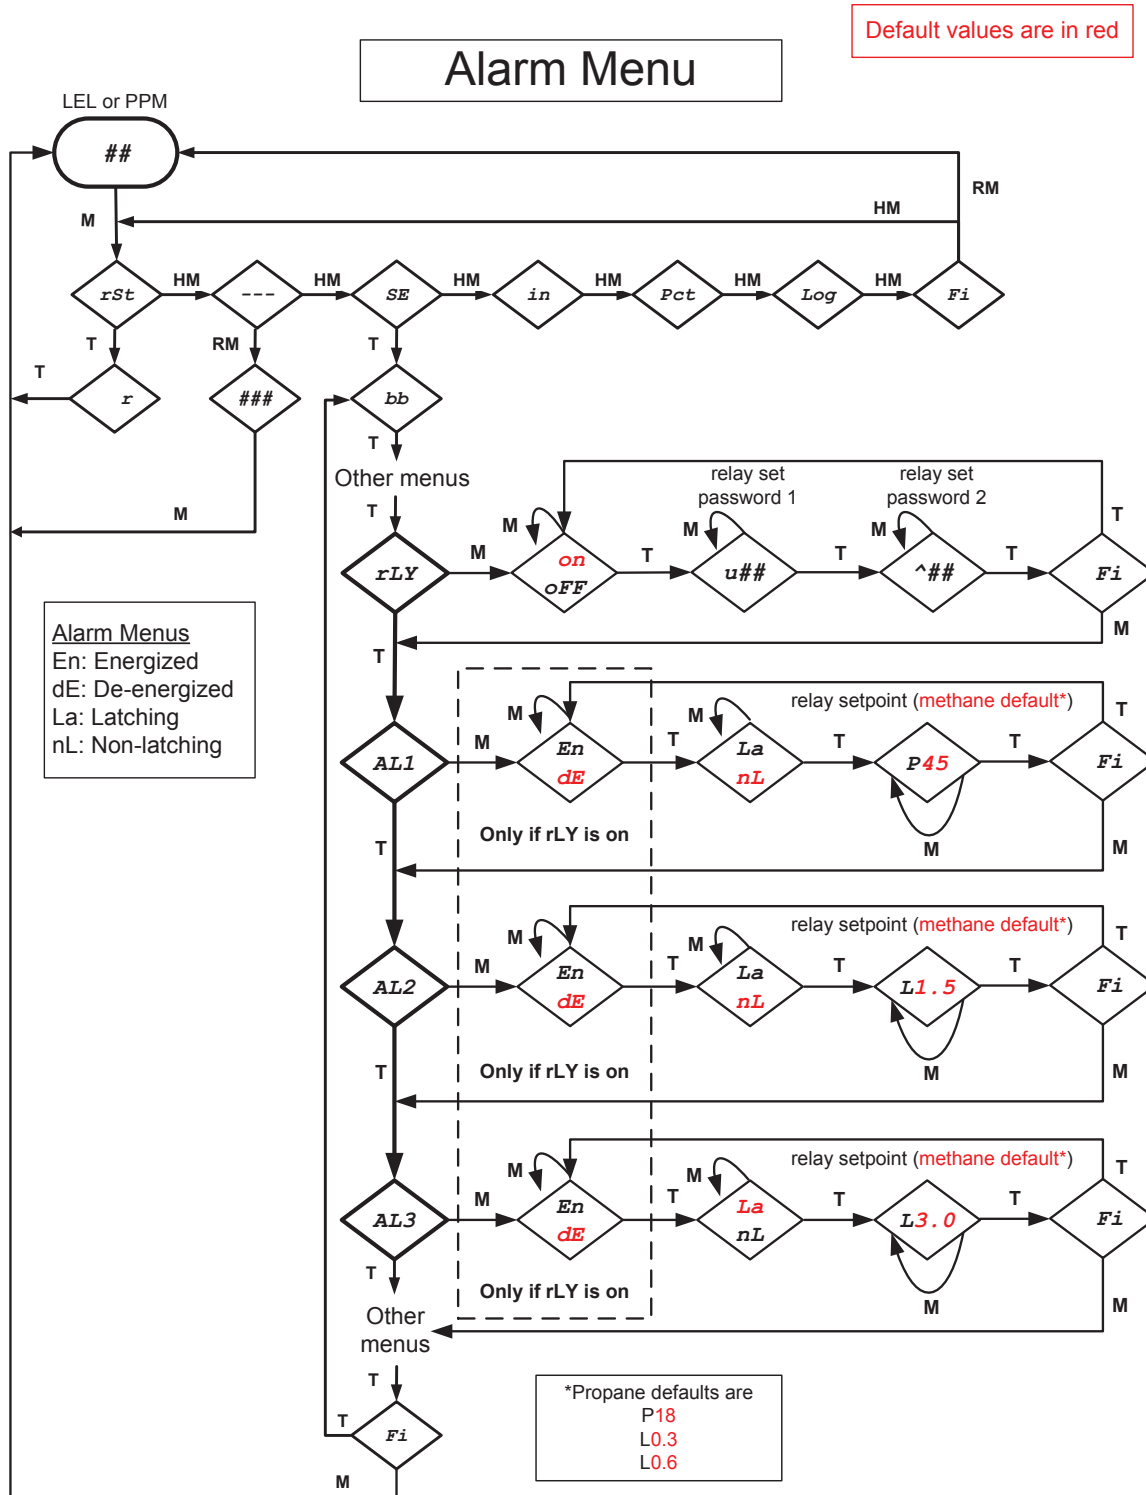 Default values are in red
Alarm Menu
LEL or PPM
##
RM
M
HM
rSt
HM
---
HM
SE
HM
in
HM
Pct
HM
Log
HM
Fi
T
RM
T
T
r
###
bb
T
Other menus
M
relay set
password 1
relay set
password 2
T
T
M
M
M
rLY
M
on
oFF
T
u##
T
^##
T
Fi
M
Alarm Menus
En: Energized
dE: De-energized
La: Latching
nL: Non-latching
T
relay setpoint (methane default*)
T
M
M
AL1
M
En
dE
T
La
nL
T
P45
T
Fi
Only if rLY is on
M
M
T
relay setpoint (methane default*)
T
M
M
AL2
M
En
dE
T
La
nL
T
L1.5
T
Fi
Only if rLY is on
M
M
T
relay setpoint (methane default*)
T
M
M
AL3
M
En
dE
T
La
nL
T
L3.0
T
Fi
Only if rLY is on
M
M
T
Other
menus
T
T
Fi
M
*Propane defaults are
P18
L0.3
L0.6